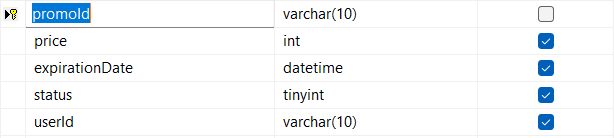 promoId varchar(10)
price int
expirationDate datetime
status tinyint
userId varchar(10)